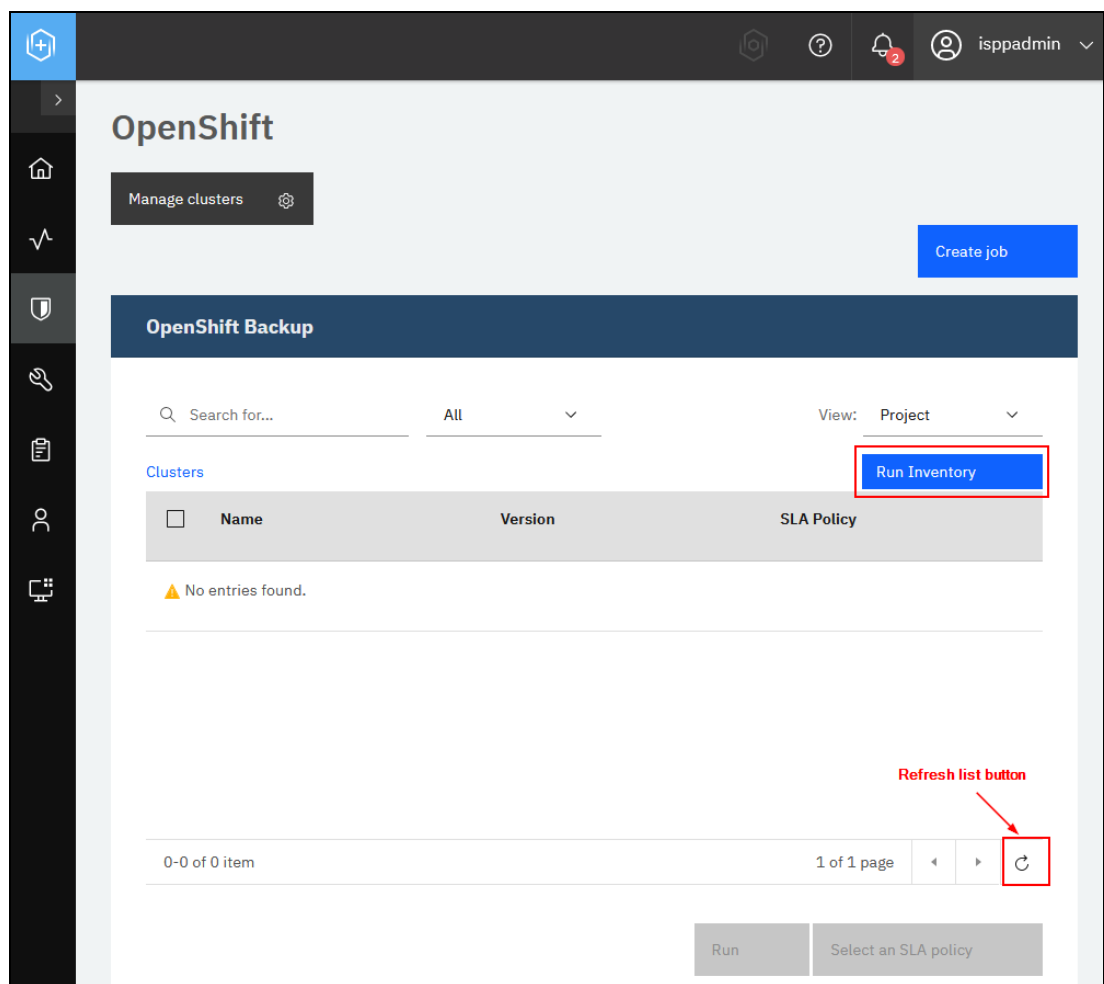 2
isppadmin
OpenShift
Manage clusters
Create job
OpenShift Backup
Search for...
All
View: Project
Clusters
Run Inventory
Name Version SLA Policy
No entries found.
Refresh list button
0-0 of 0 item
1 of 1 page
Run
Select an SLA policy